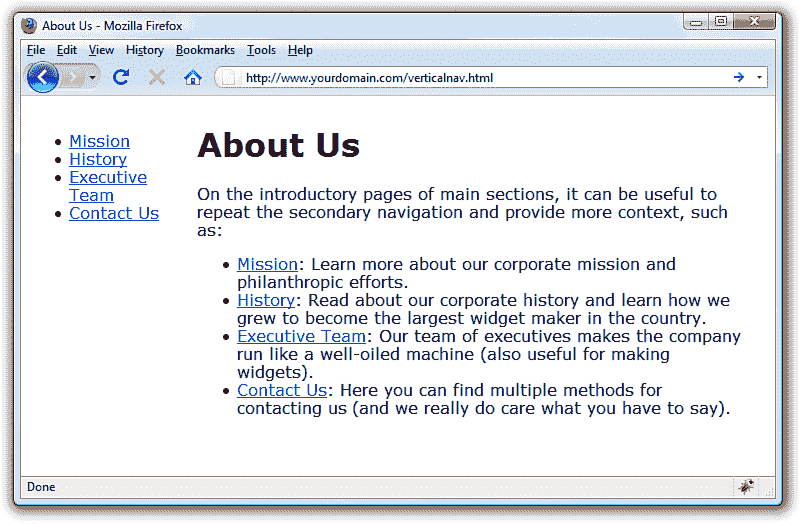 About Us - Mozilla Firefox
File Edit View History Bookmarks Tools Help
http://www.yourdomain.com/verticalnav.html
Mission
History
Executive
Team
Contact Us
About Us
On the introductory pages of main sections, it can be useful to
repeat the secondary navigation and provide more context, such
as:
Mission: Learn more about our corporate mission and
philanthropic efforts.
History: Read about our corporate history and learn how we
grew to become the largest widget maker in the country.
Executive Team: Our team of executives makes the company
run like a well-oiled machine (also useful for making
widgets).
Contact Us: Here you can find multiple methods for
contacting us (and we really do care what you have to say).
Done